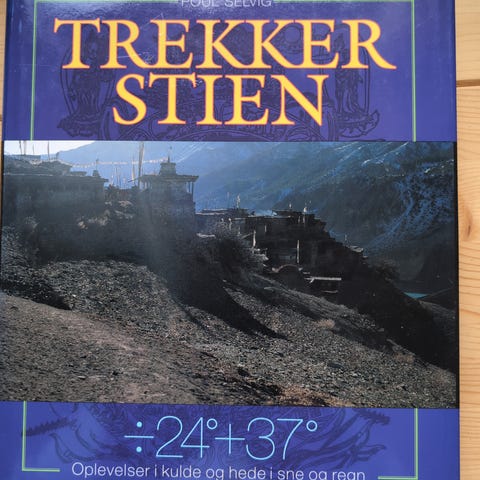 POUL SELVIG
TREKKER
STIEN
÷24°+37°
Oplevelser i kulde og hede i sne og regn